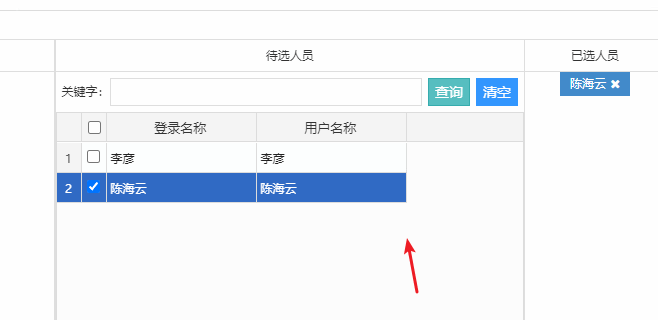 待选人员
已选人员
关键字：
查询
清空
陈海云 ✖
登录名称 用户名称
1 李彦 李彦
2 陈海云 陈海云